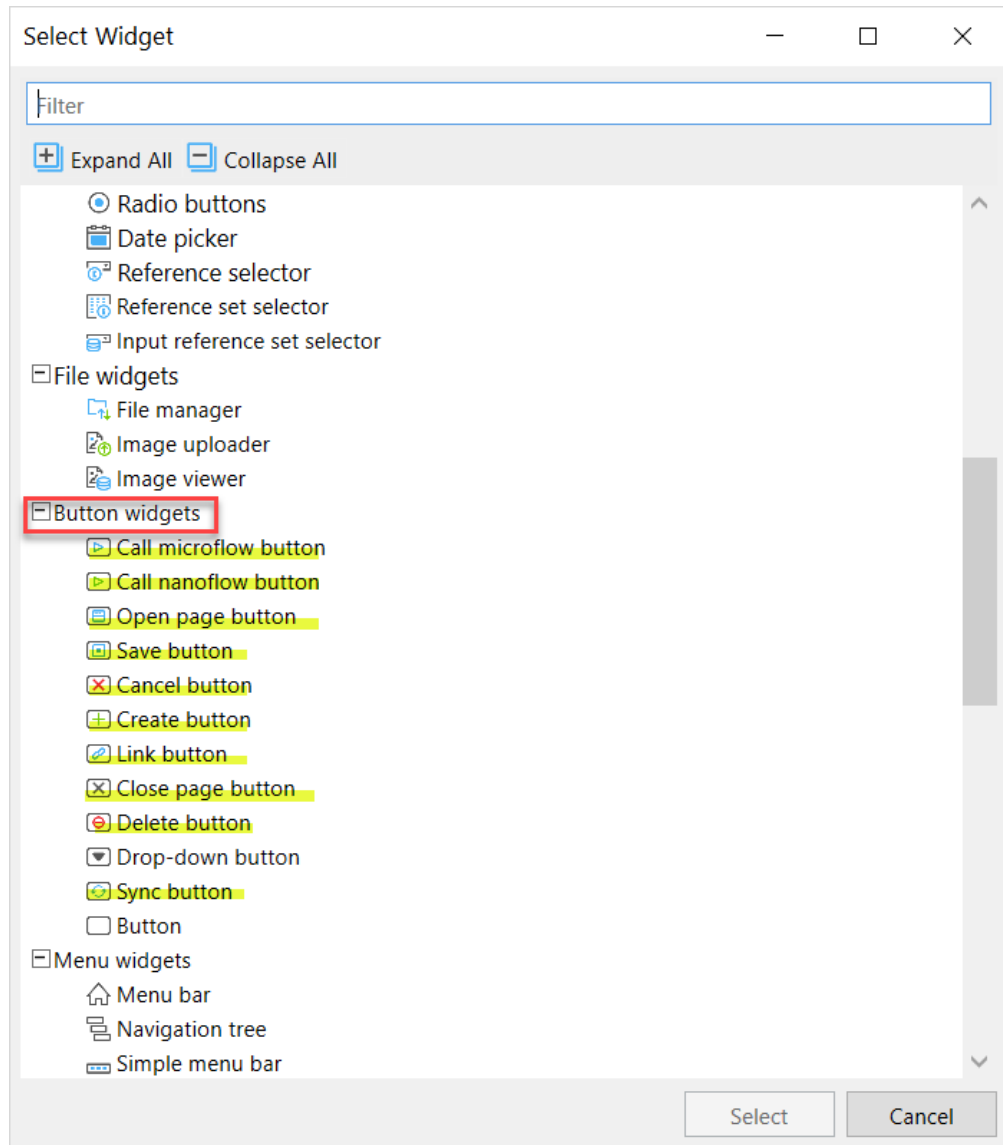 Select Widget
Filter
Expand All Collapse All
Radio buttons
Date picker
Reference selector
Reference set selector
Input reference set selector
File widgets
File manager
Image uploader
Image viewer
Button widgets
Call microflow button
Call nanoflow button
Open page button
Save button
Cancel button
Create button
Link button
Close page button
Delete button
Drop-down button
Sync button
Button
Menu widgets
Menu bar
Navigation tree
Simple menu bar
Select Cancel